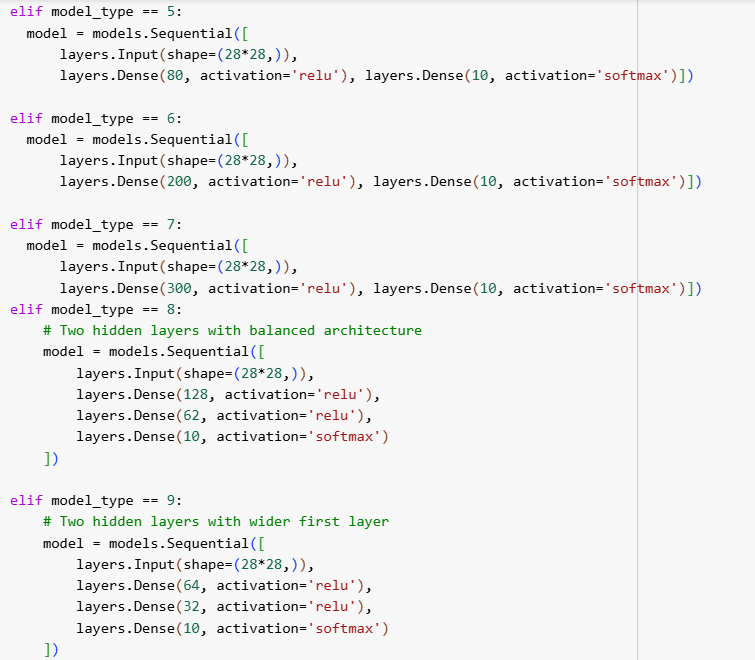 elif model_type == 5:
  model = models.Sequential([
      layers.Input(shape=(28*28,)),
      layers.Dense(80, activation='relu'), layers.Dense(10, activation='softmax')])

elif model_type == 6:
  model = models.Sequential([
      layers.Input(shape=(28*28,)),
      layers.Dense(200, activation='relu'), layers.Dense(10, activation='softmax')])

elif model_type == 7:
  model = models.Sequential([
      layers.Input(shape=(28*28,)),
      layers.Dense(300, activation='relu'), layers.Dense(10, activation='softmax')])
elif model_type == 8:
    # Two hidden layers with balanced architecture
    model = models.Sequential([
        layers.Input(shape=(28*28,)),
        layers.Dense(128, activation='relu'),
        layers.Dense(62, activation='relu'),
        layers.Dense(10, activation='softmax')
    ])

elif model_type == 9:
    # Two hidden layers with wider first layer
    model = models.Sequential([
        layers.Input(shape=(28*28,)),
        layers.Dense(64, activation='relu'),
        layers.Dense(32, activation='relu'),
        layers.Dense(10, activation='softmax')
    ])